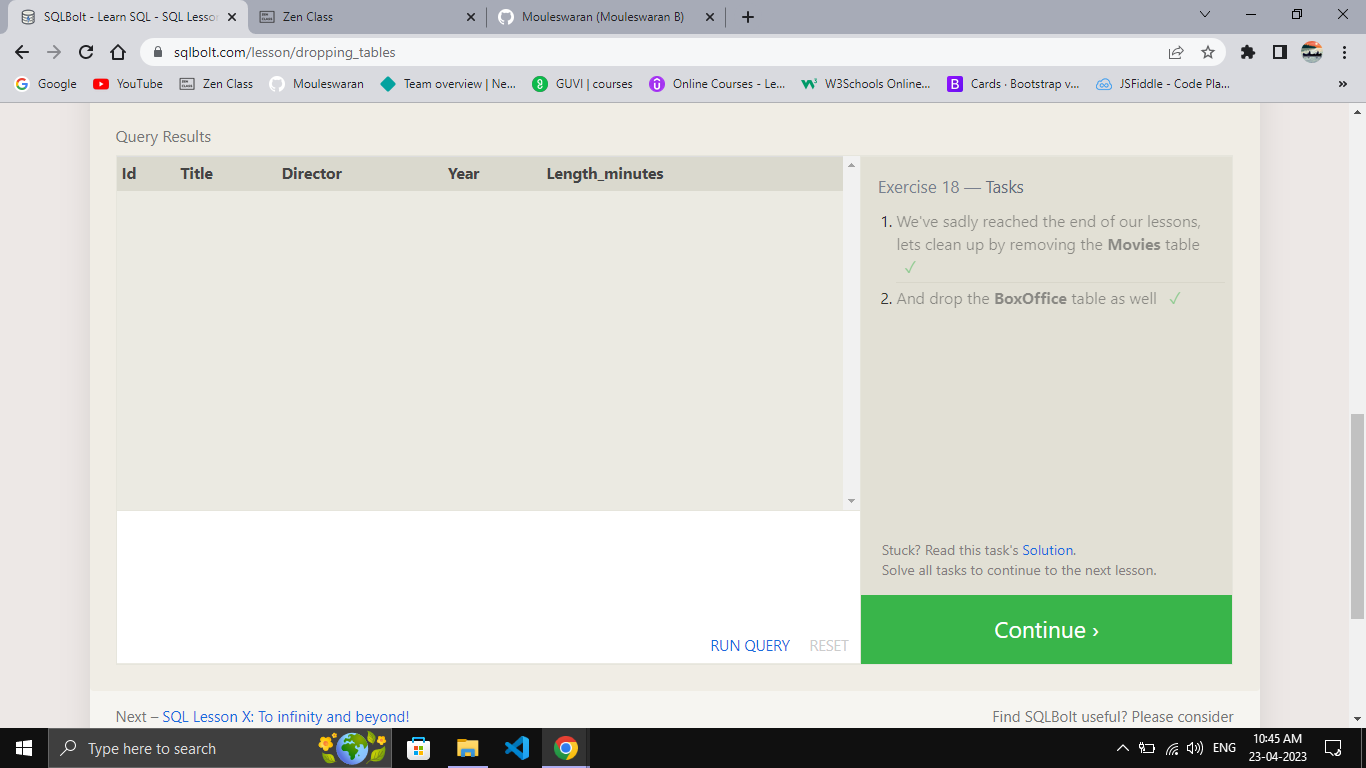 SQLBolt - Learn SQL - SQL Lesson
Zen Class
Mouleswaran (Mouleswaran B)
sqlbolt.com/lesson/dropping_tables
Google
YouTube
Zen Class
Mouleswaran
Team overview | Ne...
GUVI | courses
Online Courses - Le...
W3Schools Online...
Cards · Bootstrap v...
JSFiddle - Code Pla...
»
Query Results
Id Title Director Year Length_minutes
Exercise 18 — Tasks
1. We've sadly reached the end of our lessons,
lets clean up by removing the Movies table
✓
2. And drop the BoxOffice table as well ✓
Stuck? Read this task's Solution.
Solve all tasks to continue to the next lesson.
RUN QUERY RESET
Continue ›
Next – SQL Lesson X: To infinity and beyond!
Find SQLBolt useful? Please consider
Type here to search
ENG
10:45 AM
23-04-2023